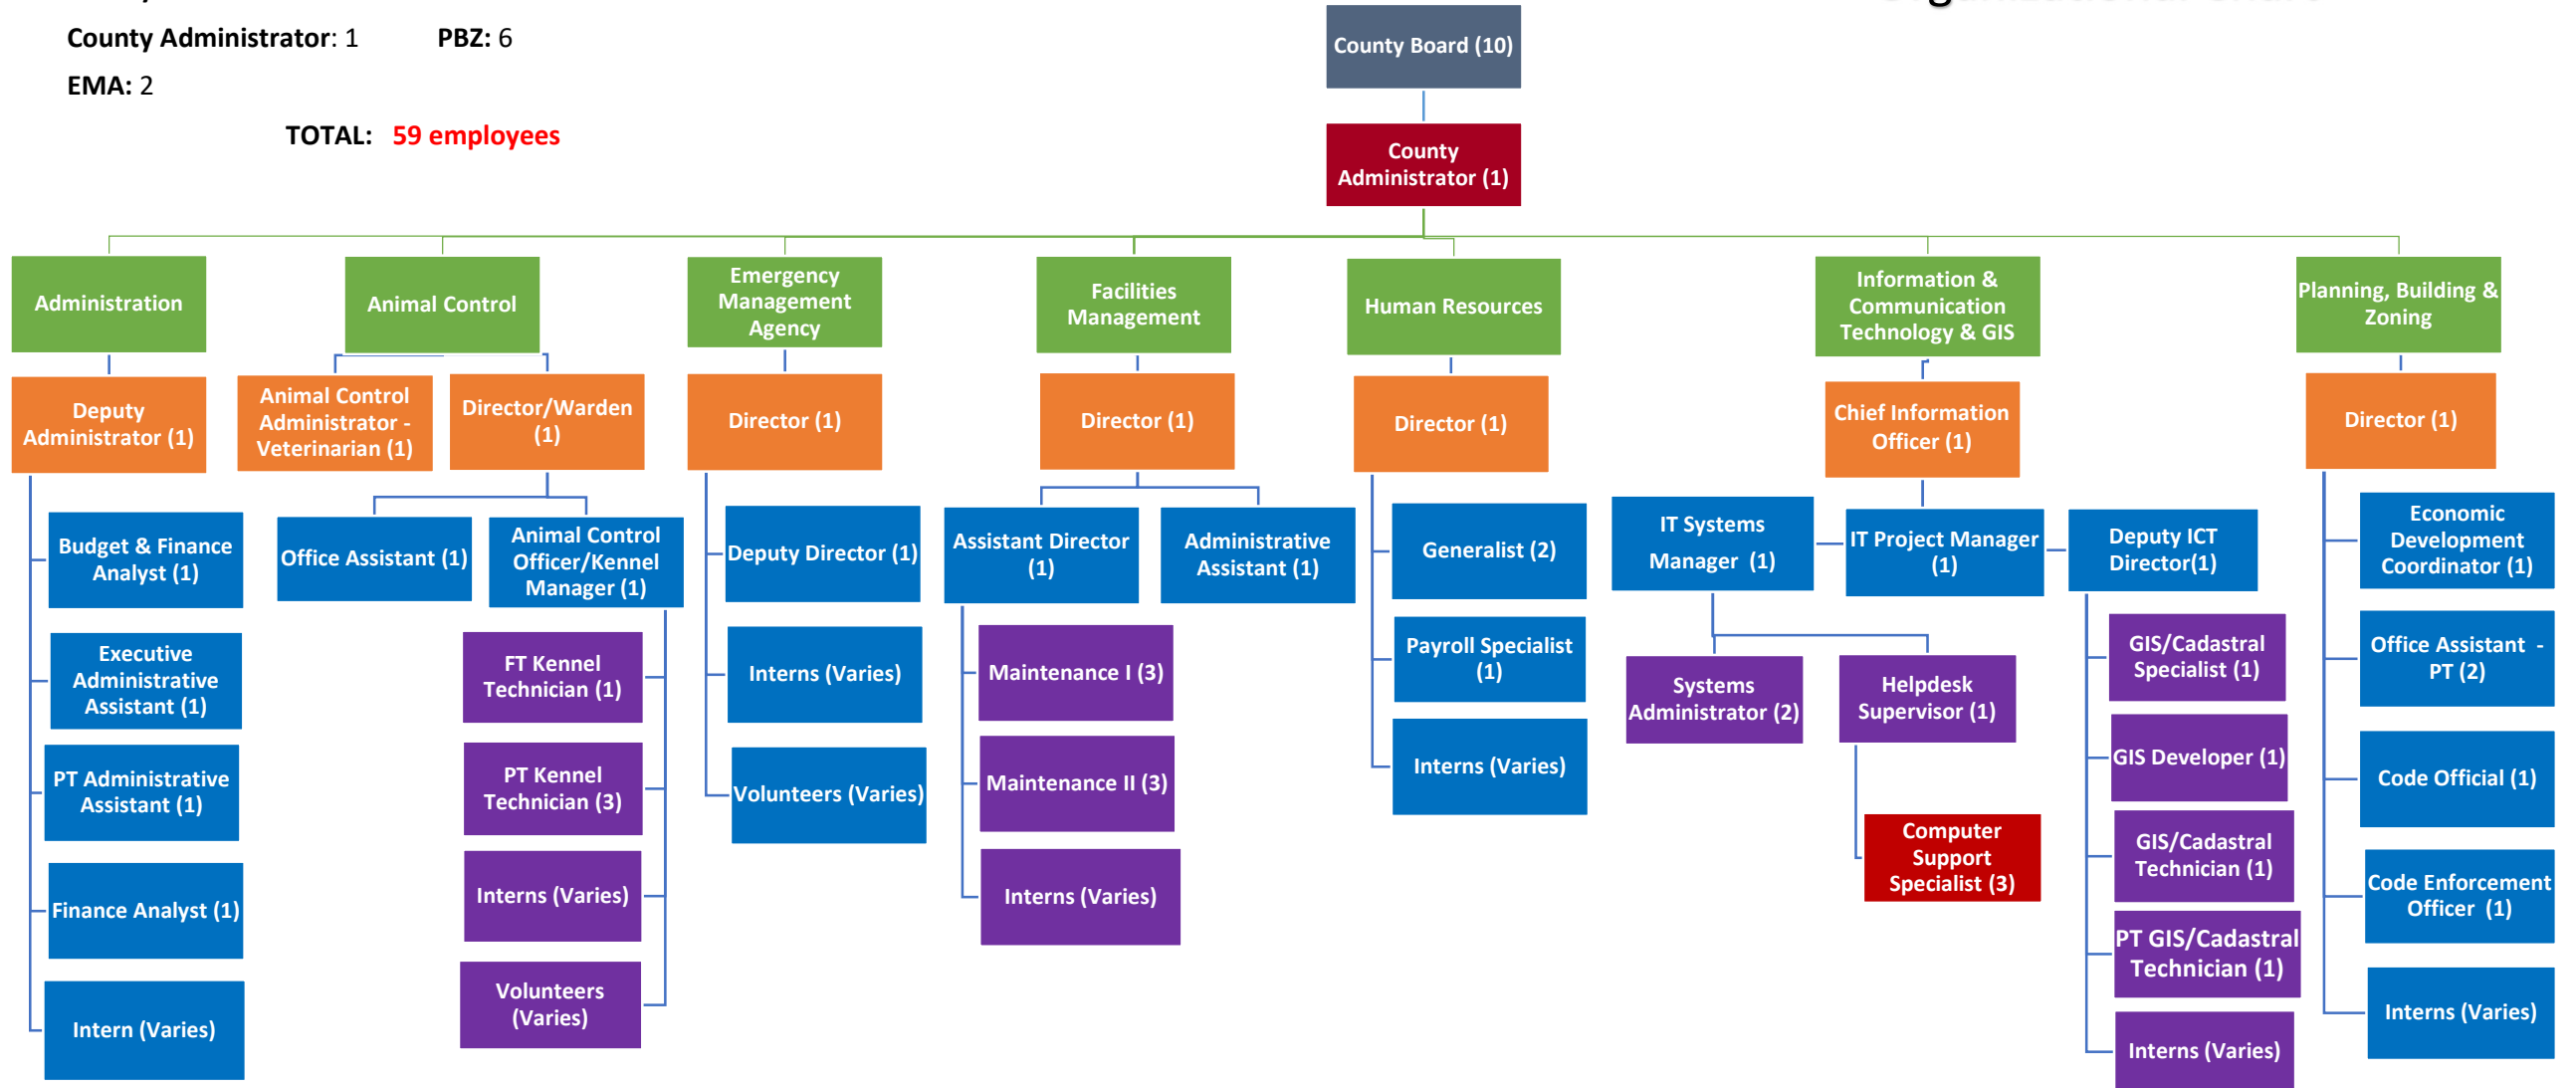 County Administrator: 1 PBZ: 6
EMA: 2
TOTAL: 59 employees
County Board (10)
County
Administrator (1)
Administration
Deputy
Administrator (1)
Budget & Finance
Analyst (1)
Executive
Administrative
Assistant (1)
PT Administrative
Assistant (1)
Finance Analyst (1)
Intern (Varies)
Animal Control
Animal Control
Administrator -
Veterinarian (1)
Director/Warden
(1)
Office Assistant (1)
Animal Control
Officer/Kennel
Manager (1)
FT Kennel
Technician (1)
PT Kennel
Technician (3)
Interns (Varies)
Volunteers
(Varies)
Emergency
Management
Agency
Director (1)
Deputy Director (1)
Interns (Varies)
Volunteers (Varies)
Facilities
Management
Director (1)
Assistant Director
(1)
Administrative
Assistant (1)
Maintenance I (3)
Maintenance II (3)
Interns (Varies)
Human Resources
Director (1)
Generalist (2)
Payroll Specialist
(1)
Interns (Varies)
Information &
Communication
Technology & GIS
Chief Information
Officer (1)
IT Systems
Manager (1)
IT Project Manager
(1)
Deputy ICT
Director(1)
Systems
Administrator (2)
Helpdesk
Supervisor (1)
Computer
Support
Specialist (3)
GIS/Cadastral
Specialist (1)
GIS Developer (1)
GIS/Cadastral
Technician (1)
PT GIS/Cadastral
Technician (1)
Interns (Varies)
Planning, Building &
Zoning
Director (1)
Economic
Development
Coordinator (1)
Office Assistant -
PT (2)
Code Official (1)
Code Enforcement
Officer (1)
Interns (Varies)